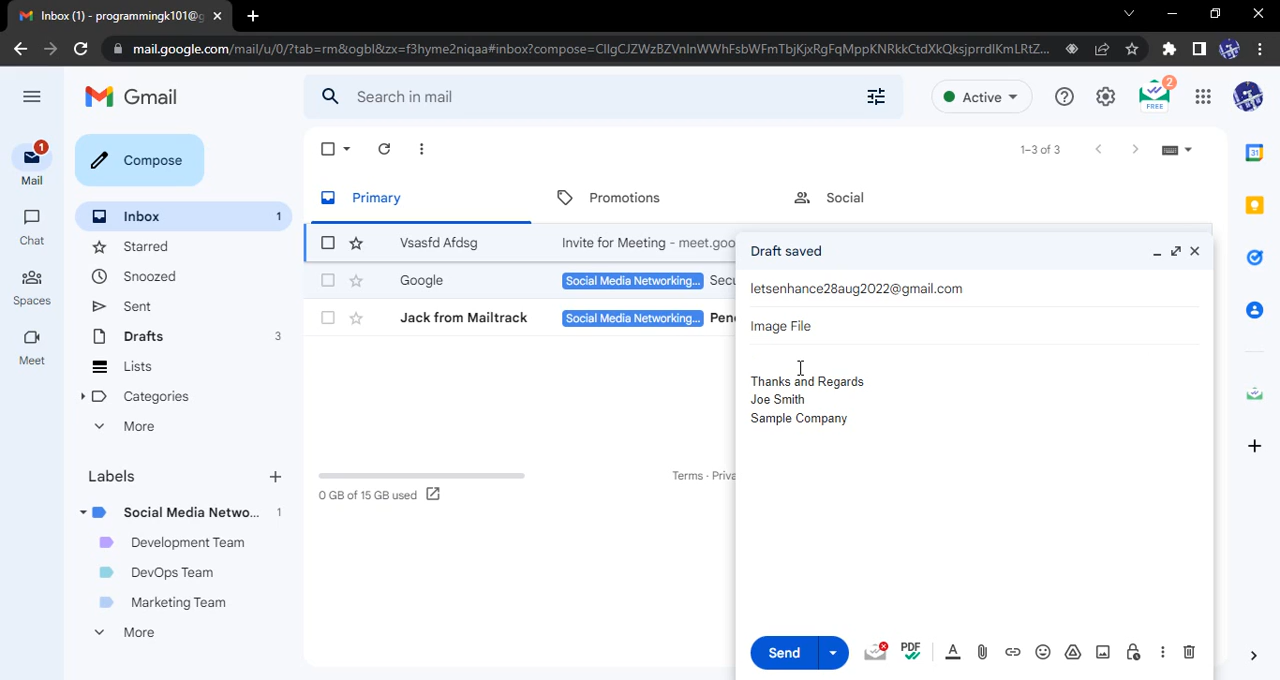 Inbox (1) - programmingk101@g
mail.google.com/mail/u/0/?tab=rm&ogbl&zx=f3hyme2niqaa#inbox?compose=CllgCJZWzBZVnlnWWhFsbWFmTbjKjxRgFqMppKNRkkCtdXkQksjprrdlKmLRtZ...
Gmail
Search in mail
Active
2
FREE
31
1
Mail
Compose
1–3 of 3
Chat
Inbox 1
Primary
Promotions
Social
Starred
Vsasfd Afdsg
Invite for Meeting - meet.goo
Draft saved
Spaces
Snoozed
Google
Social Media Networking...
Secu
letsenhance28aug2022@gmail.com
Sent
Jack from Mailtrack
Social Media Networking...
Pen
Image File
Meet
Drafts 3
Lists
Thanks and Regards
Joe Smith
Sample Company
Categories
More
Labels
0 GB of 15 GB used
Terms · Priva
Social Media Netwo... 1
Development Team
DevOps Team
Marketing Team
More
Send
PDF